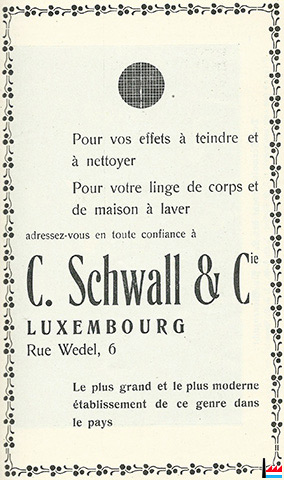 Pour vos effets à teindre et
à nettoyer
Pour votre linge de corps et
de maison à laver
adressez-vous en toute confiance à
C. Schwall & Cie
LUXEMBOURG
Rue Wedel, 6
Le plus grand et le plus moderne
établissement de ce genre dans
le pays